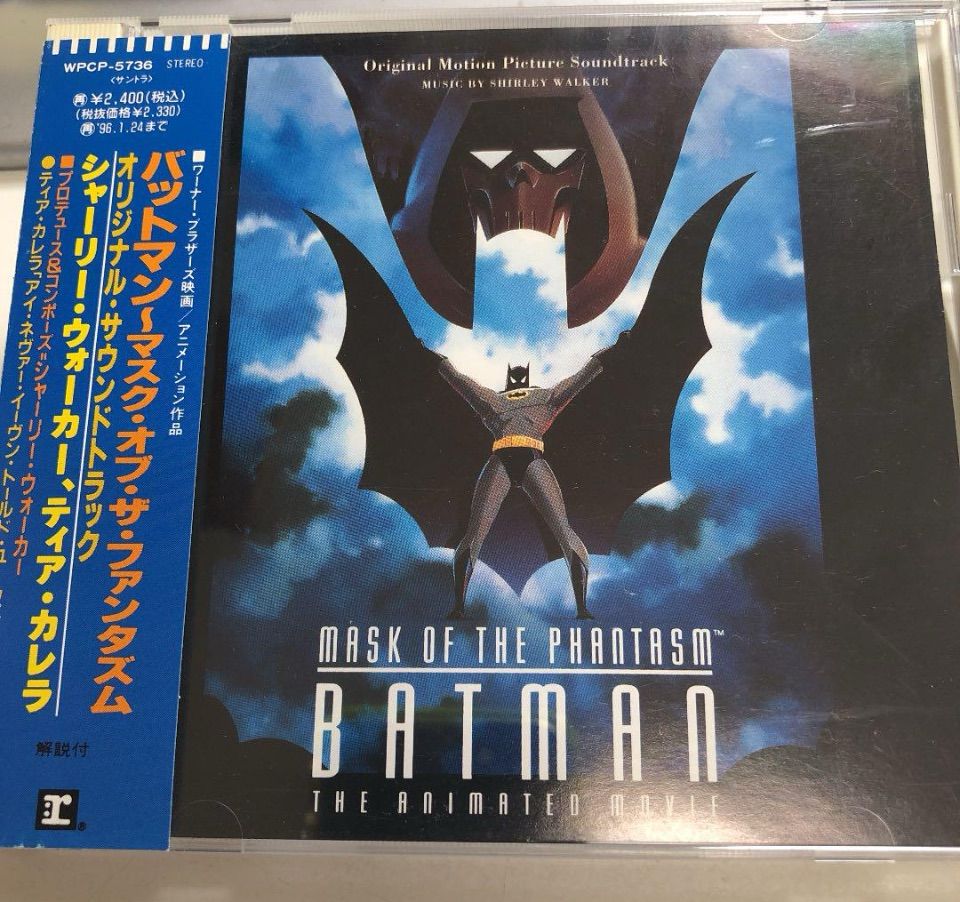 WPCP-5736 STEREO
〈サントラ〉
再 ¥2,400(税込)
(税抜価格¥2,330)
再 '96.1.24まで
■ワーナー・ブラザーズ映画/アニメーション作品
バットマン〜マスク・オブ・ザ・ファンタズム
オリジナル・サウンドトラック
シャーリー・ウォーカー、ティア・カレラ
■プロデュース&コンポーズ=シャーリー・ウォーカー
●ティア・カレラ「アイ・ネヴァー・イーヴン・トールド・ユー
解説付
r®
Original Motion Picture Soundtrack
MUSIC BY SHIRLEY WALKER
MASK OF THE PHANTASM™
BATMAN
THE ANIMATED MOVIE